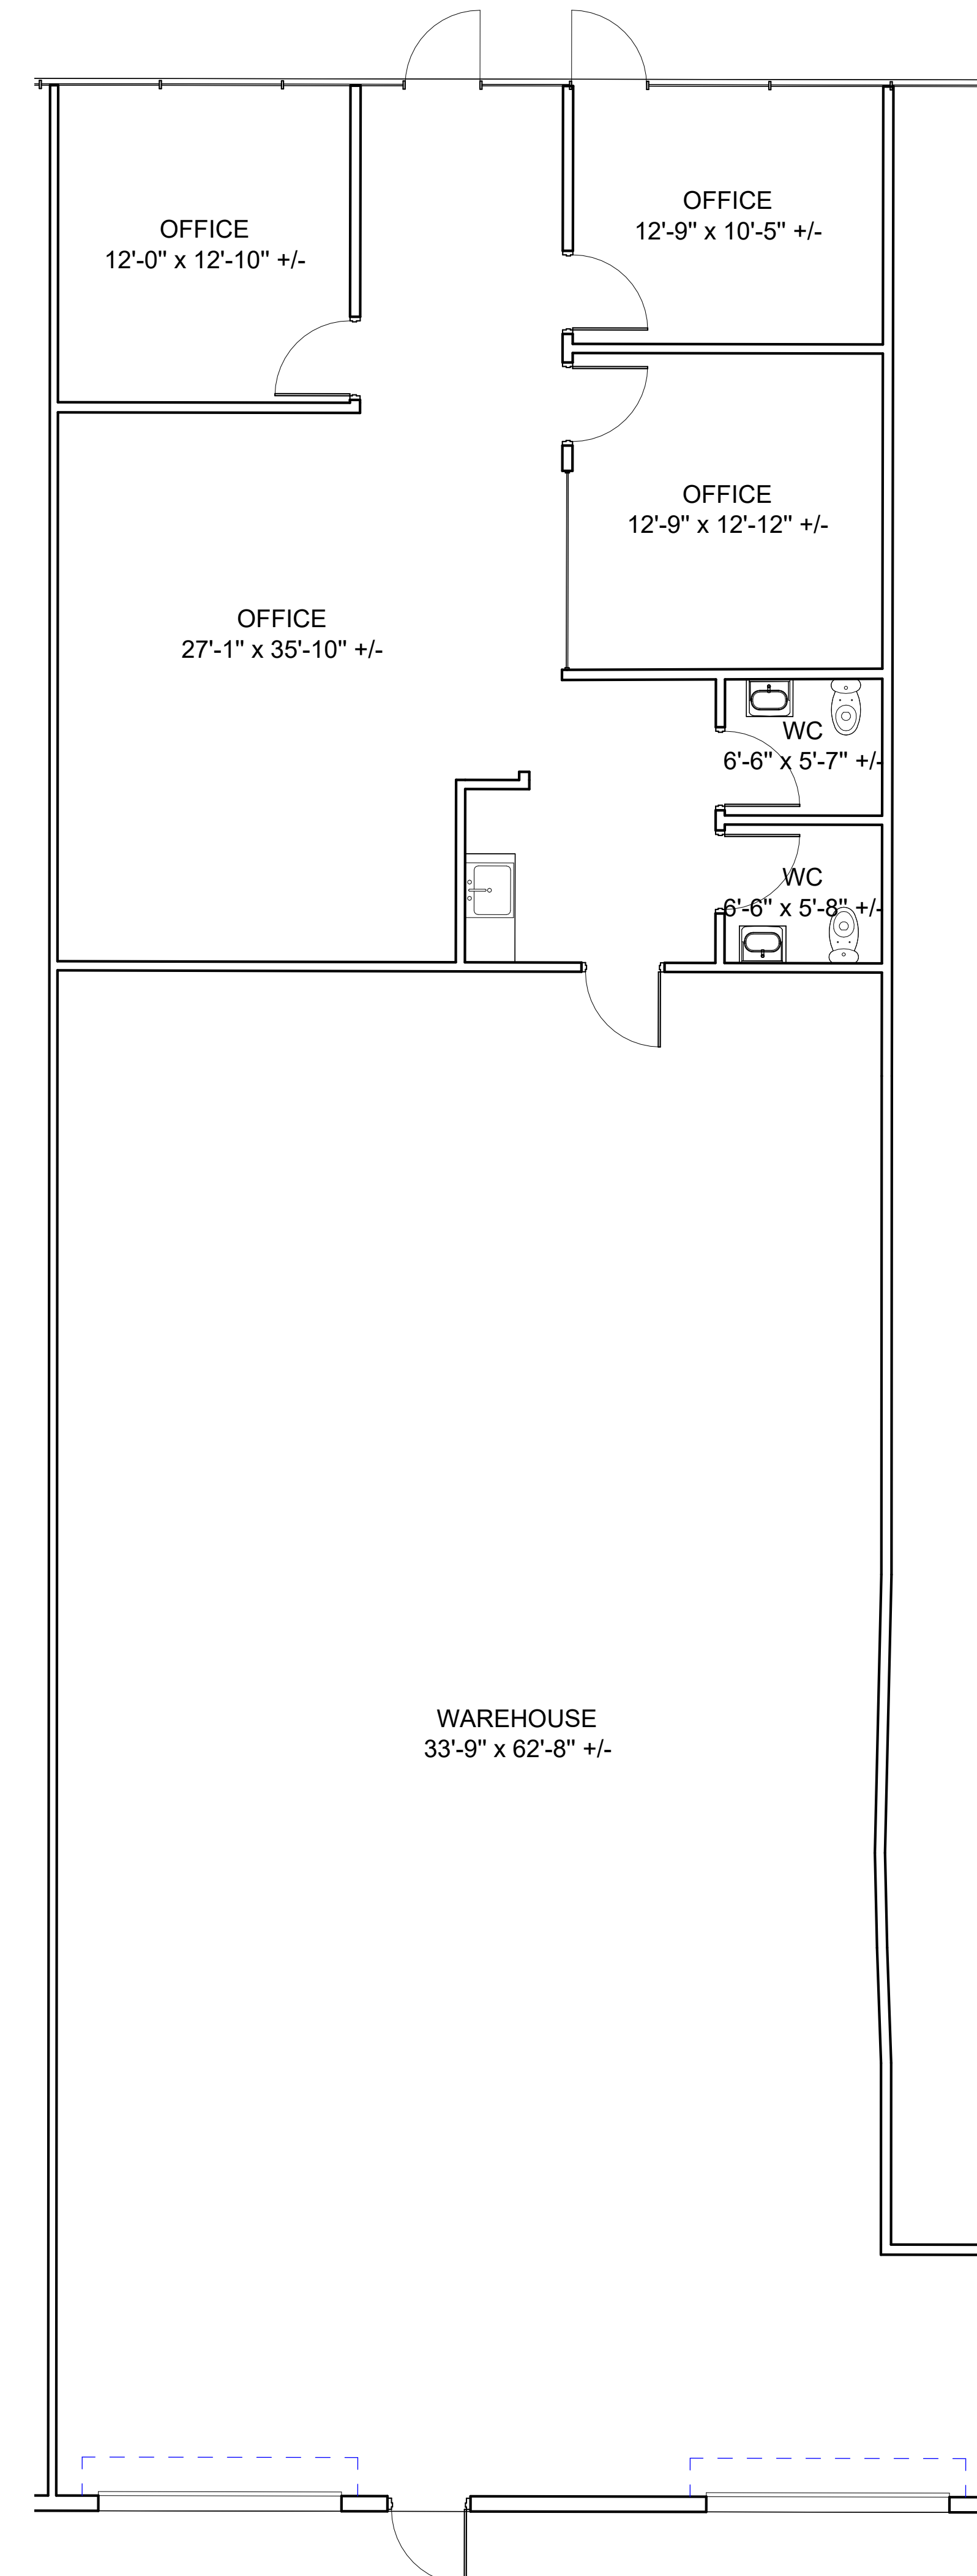 OFFICE
12'-0" x 12'-10" +/-
OFFICE
12'-9" x 10'-5" +/-
OFFICE
12'-9" x 12'-12" +/-
OFFICE
27'-1" x 35'-10" +/-
WC
6'-6" x 5'-7" +/-
WC
6'-6" x 5'-8" +/-
WAREHOUSE
33'-9" x 62'-8" +/-